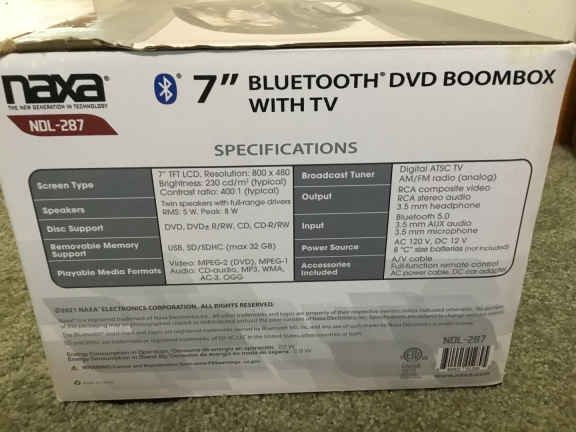 naxa®
THE NEW GENERATION IN TECHNOLOGY
NDL-287
7" BLUETOOTH® DVD BOOMBOX
WITH TV
SPECIFICATIONS
Screen Type
7" TFT LCD, Resolution: 800 x 480
Brightness: 230 cd/m² (typical)
Contrast ratio: 400:1 (typical)
Speakers
Twin speakers with full-range drivers
RMS: 5 W, Peak: 8 W
Disc Support
DVD, DVD± R/RW, CD, CD-R/RW
Removable Memory
Support
USB, SD/SDHC (max 32 GB)
Playable Media Formats
Video: MPEG-2 (DVD), MPEG-1
Audio: CD-audio, MP3, WMA,
AC-3, OGG
Broadcast Tuner
Digital ATSC TV
AM/FM radio (analog)
Output
RCA composite video
RCA stereo audio
3.5 mm headphone
Input
Bluetooth 5.0
3.5 mm AUX audio
3.5 mm microphone
Power Source
AC 120 V, DC 12 V
8 "C" size batteries (not included)
Accessories
Included
A/V cable
Full-function remote control
AC power cable, DC car adapter
©2021 NAXA® ELECTRONICS CORPORATION. ALL RIGHTS RESERVED.
NDL-287